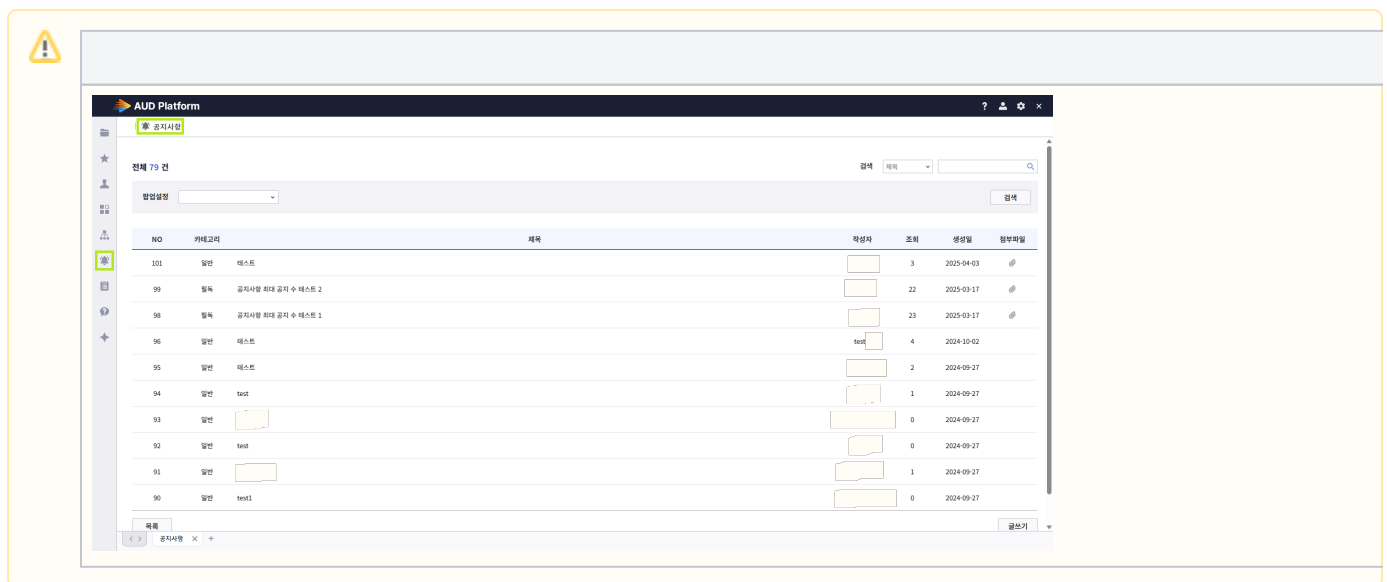 AUD Platform
공지사항
전체 79 건
검색 제목
팝업설정 검색
NO 카테고리 제목 작성자 조회 생성일 첨부파일
101 일반 테스트 3 2025-04-03
99 필독 공지사항 최대 공지 수 테스트 2 22 2025-03-17
98 필독 공지사항 최대 공지 수 테스트 1 23 2025-03-17
96 일반 테스트 test 4 2024-10-02
95 일반 테스트 2 2024-09-27
94 일반 test 1 2024-09-27
93 일반 0 2024-09-27
92 일반 test 0 2024-09-27
91 일반 1 2024-09-27
90 일반 test1 0 2024-09-27
목록 글쓰기
공지사항